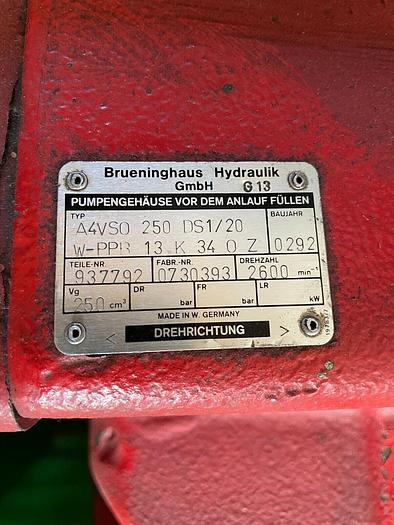 Brueninghaus Hydraulik
GmbH G13
PUMPENGEHÄUSE VOR DEM ANLAUF FÜLLEN
TYP BAUJAHR
A4VSO 250 DS1/20
W-PPB 13 K 34 0 Z 0292
TEILE-NR. FABR.-NR. DREHZAHL
937792 0730393 2600 min⁻¹
Vg DR FR LR
250 cm³ bar bar kW
MADE IN W. GERMANY
< DREHRICHTUNG >